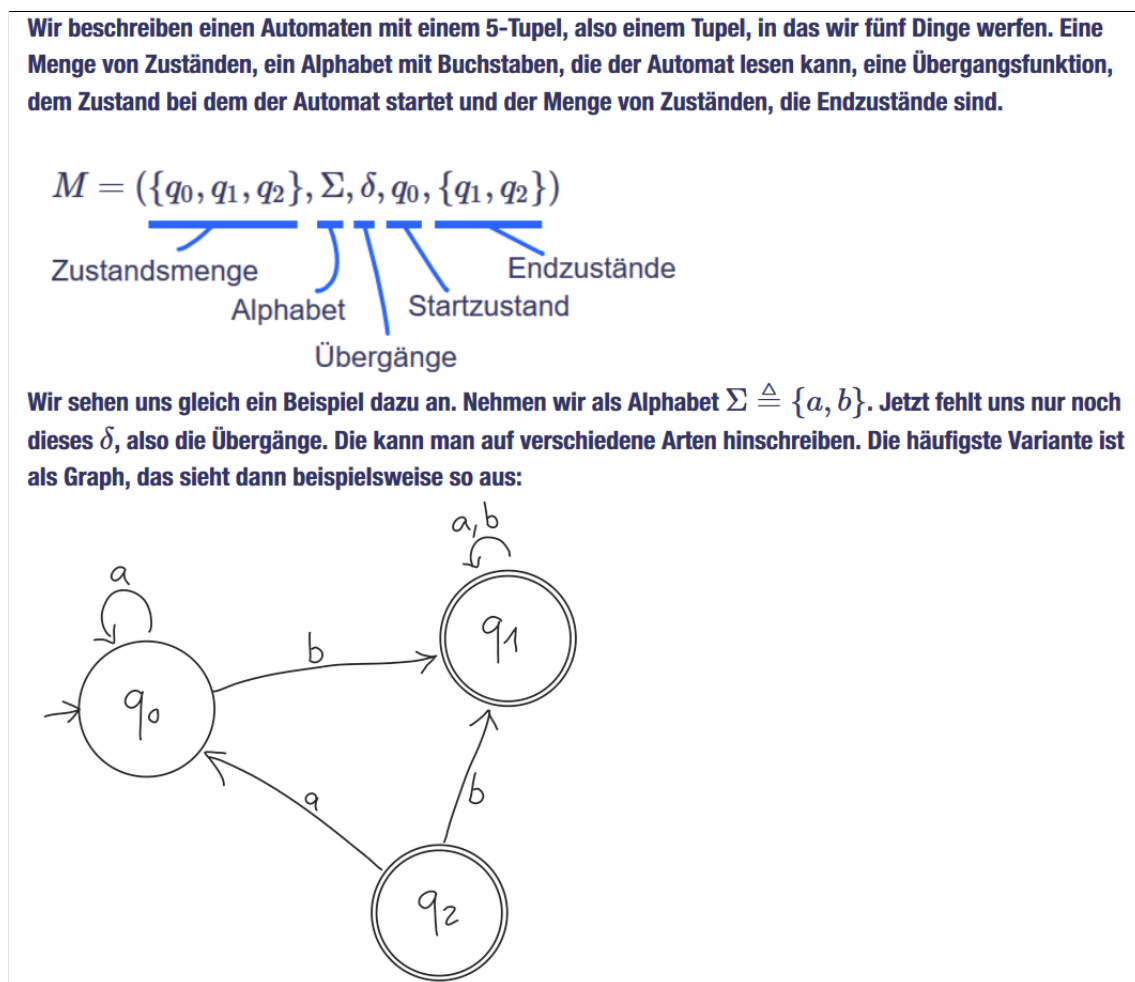 Wir beschreiben einen Automaten mit einem 5-Tupel, also einem Tupel, in das wir fünf Dinge werfen. Eine
Menge von Zuständen, ein Alphabet mit Buchstaben, die der Automat lesen kann, eine Übergangsfunktion,
dem Zustand bei dem der Automat startet und der Menge von Zuständen, die Endzustände sind.
M = ({q₀, q₁, q₂}, Σ, δ, q₀, {q₁, q₂})
Zustandsmenge
Endzustände
Alphabet
Startzustand
Übergänge
Wir sehen uns gleich ein Beispiel dazu an. Nehmen wir als Alphabet Σ ≜ {a, b}. Jetzt fehlt uns nur noch
dieses δ, also die Übergänge. Die kann man auf verschiedene Arten hinschreiben. Die häufigste Variante ist
als Graph, das sieht dann beispielsweise so aus:
a,b
a
q₁
b
q₀
b
a
q₂